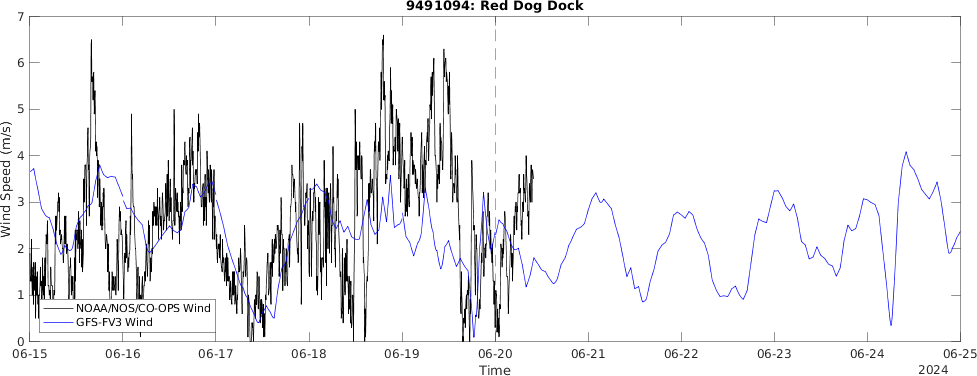 9491094: Red Dog Dock
Wind Speed (m/s)
7
6
5
4
3
2
1
0
NOAA/NOS/CO-OPS Wind
GFS-FV3 Wind
06-15 06-16 06-17 06-18 06-19 06-20 06-21 06-22 06-23 06-24 06-25
Time
2024